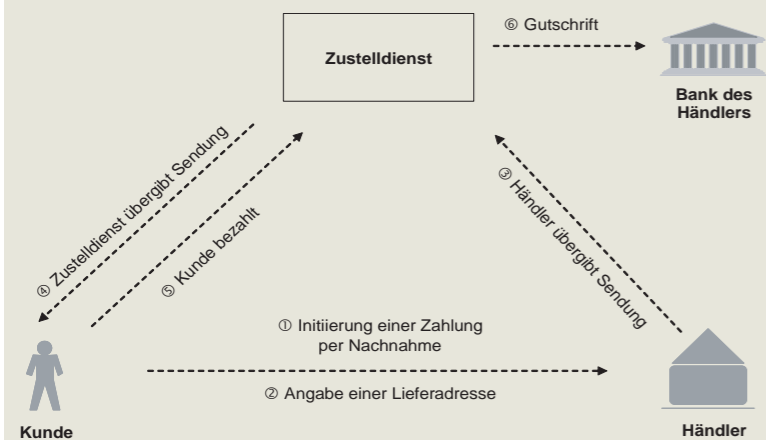 ⑥ Gutschrift
Zustelldienst
Bank des
Händlers
④ Zustelldienst übergibt Sendung
⑤ Kunde bezahlt
③ Händler übergibt Sendung
① Initiierung einer Zahlung
per Nachnahme
② Angabe einer Lieferadresse
Kunde
Händler